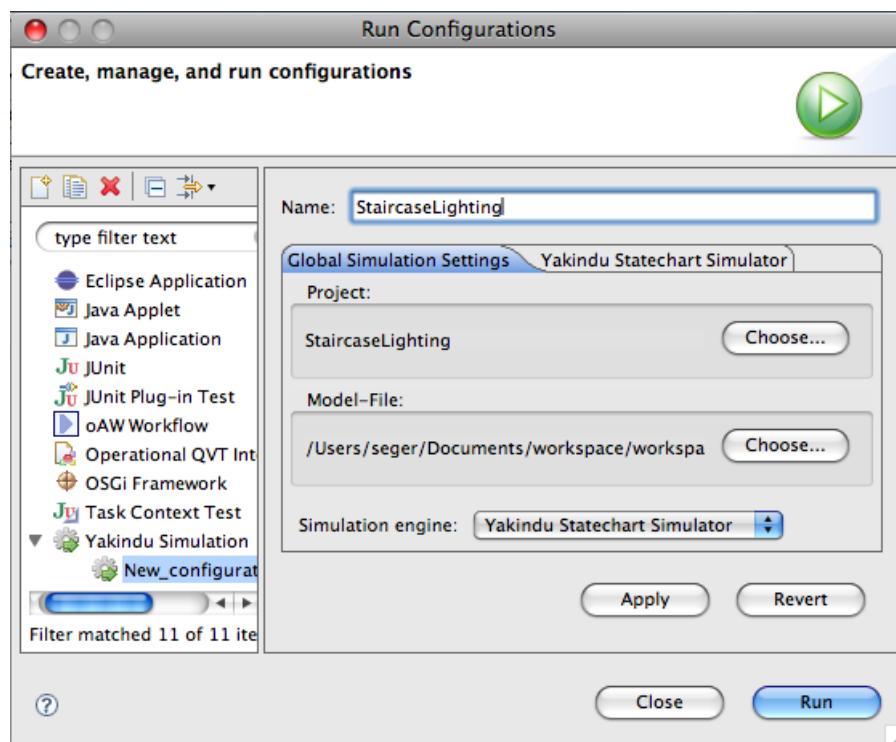 Run Configurations
Create, manage, and run configurations
type filter text
Eclipse Application
Java Applet
Java Application
JUnit
JUnit Plug-in Test
oAW Workflow
Operational QVT Int
OSGi Framework
Task Context Test
Yakindu Simulation
New_configurat
Filter matched 11 of 11 ite
Name: StaircaseLighting
Global Simulation Settings Yakindu Statechart Simulator
Project:
StaircaseLighting Choose...
Model-File:
/Users/seger/Documents/workspace/workspa Choose...
Simulation engine: Yakindu Statechart Simulator
Apply Revert
? Close Run